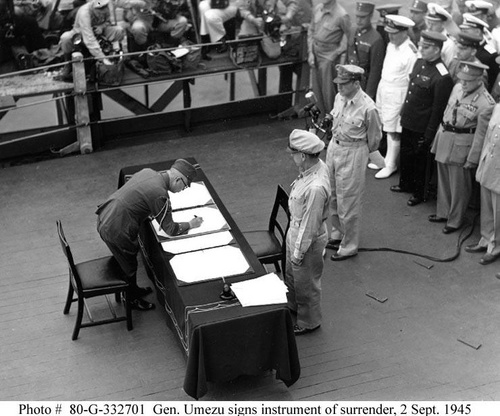 Photo # 80-G-332701 Gen. Umezu signs instrument of surrender, 2 Sept. 1945